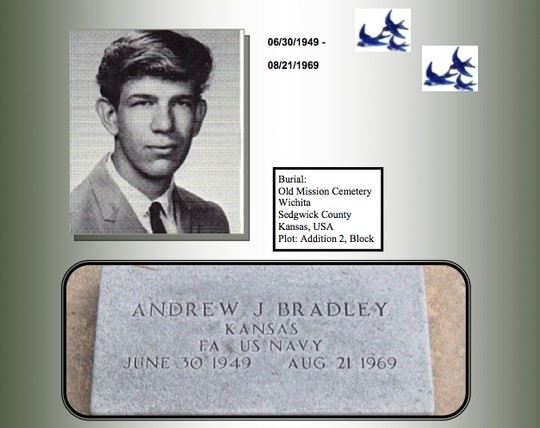 06/30/1949 -
08/21/1969
Burial:
Old Mission Cemetery
Wichita
Sedgwick County
Kansas, USA
Plot: Addition 2, Block
ANDREW J BRADLEY
KANSAS
FA US NAVY
JUNE 30 1949 AUG 21 1969